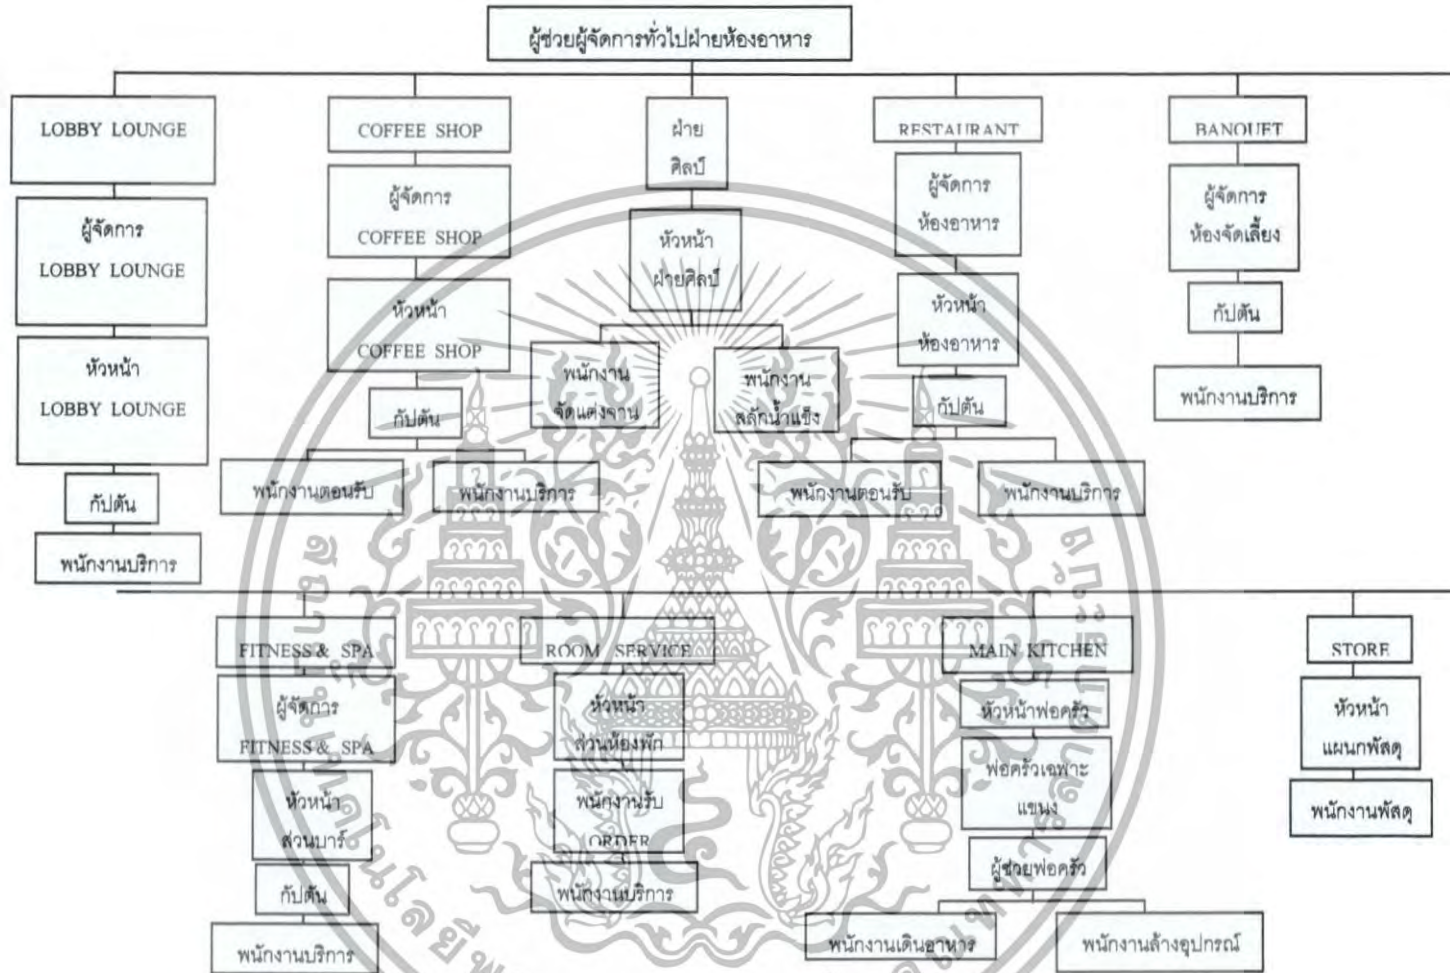 ผู้ช่วยผู้จัดการทั่วไปฝ่ายห้องอาหาร
LOBBY LOUNGE
ผู้จัดการ
LOBBY LOUNGE
หัวหน้า
LOBBY LOUNGE
กัปตัน
พนักงานบริการ
COFFEE SHOP
ผู้จัดการ
COFFEE SHOP
หัวหน้า
COFFEE SHOP
กัปตัน
พนักงานตอนรับ
พนักงานบริการ
ฝ่าย
ศิลป์
หัวหน้า
ฝ่ายศิลป์
พนักงาน
จัดแต่งจาน
พนักงาน
สลักน้ำแข็ง
RESTAURANT
ผู้จัดการ
ห้องอาหาร
หัวหน้า
ห้องอาหาร
กัปตัน
พนักงานตอนรับ
พนักงานบริการ
BANQUET
ผู้จัดการ
ห้องจัดเลี้ยง
กัปตัน
พนักงานบริการ
FITNESS & SPA
ผู้จัดการ
FITNESS & SPA
หัวหน้า
ส่วนบาร์
กัปตัน
พนักงานบริการ
ROOM SERVICE
หัวหน้า
ส่วนห้องพัก
พนักงานรับ
ORDER
พนักงานบริการ
MAIN KITCHEN
หัวหน้าพ่อครัว
พ่อครัวเฉพาะ
แขนง
ผู้ช่วยพ่อครัว
พนักงานเดินอาหาร
พนักงานล้างอุปกรณ์
STORE
หัวหน้า
แผนกพัสดุ
พนักงานพัสดุ